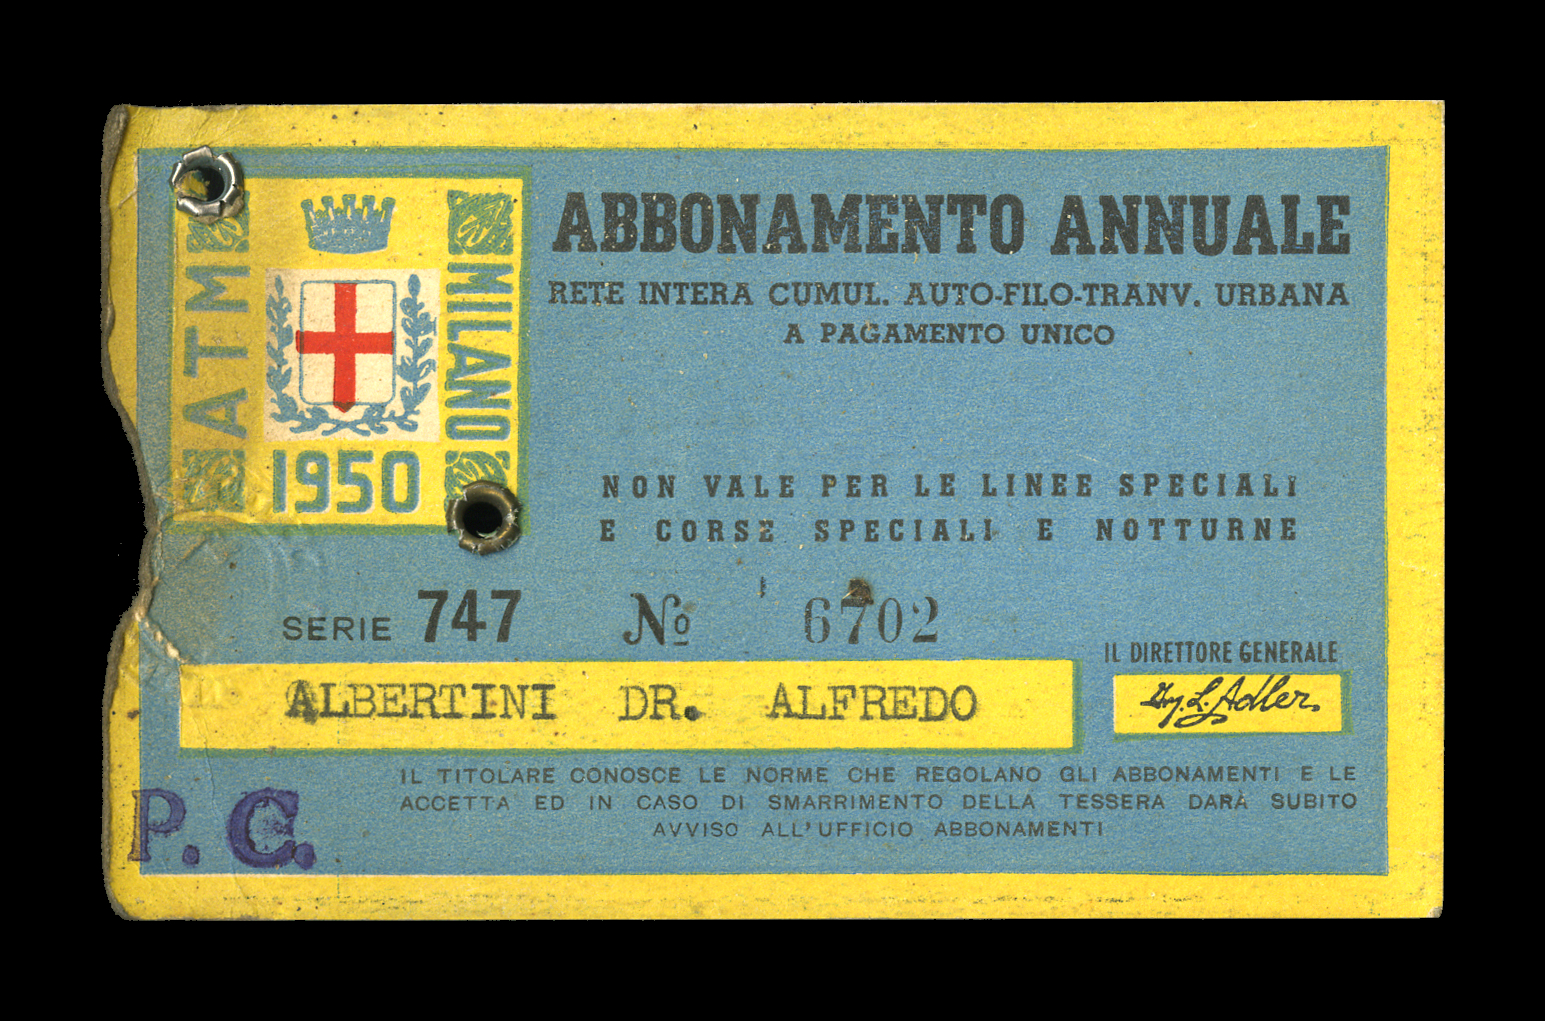 ATM
MILANO
1950
ABBONAMENTO ANNUALE
RETE INTERA CUMUL. AUTO-FILO-TRANV. URBANA
A PAGAMENTO UNICO
NON VALE PER LE LINEE SPECIALI
E CORSE SPECIALI E NOTTURNE
SERIE 747 No 6702
IL DIRETTORE GENERALE
Ing. L. Adler
ALBERTINI DR. ALFREDO
IL TITOLARE CONOSCE LE NORME CHE REGOLANO GLI ABBONAMENTI E LE
ACCETTA ED IN CASO DI SMARRIMENTO DELLA TESSERA DARÀ SUBITO
AVVISO ALL'UFFICIO ABBONAMENTI
P. C.